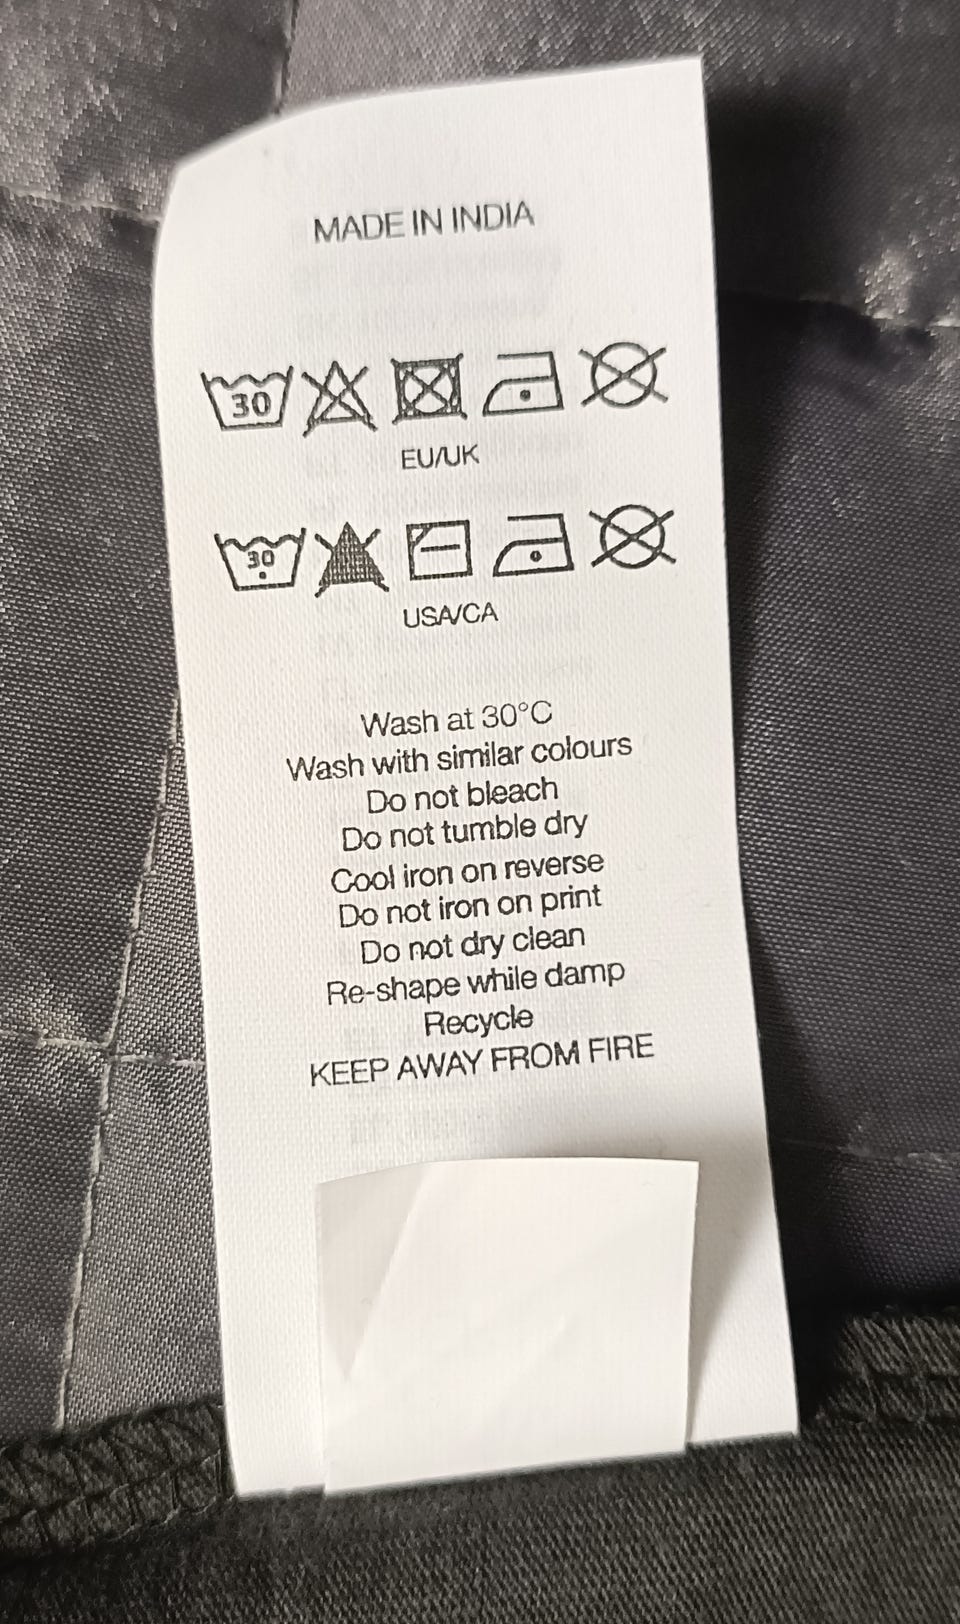 MADE IN INDIA
30
EU/UK
30
USA/CA
Wash at 30°C
Wash with similar colours
Do not bleach
Do not tumble dry
Cool iron on reverse
Do not iron on print
Do not dry clean
Re-shape while damp
Recycle
KEEP AWAY FROM FIRE